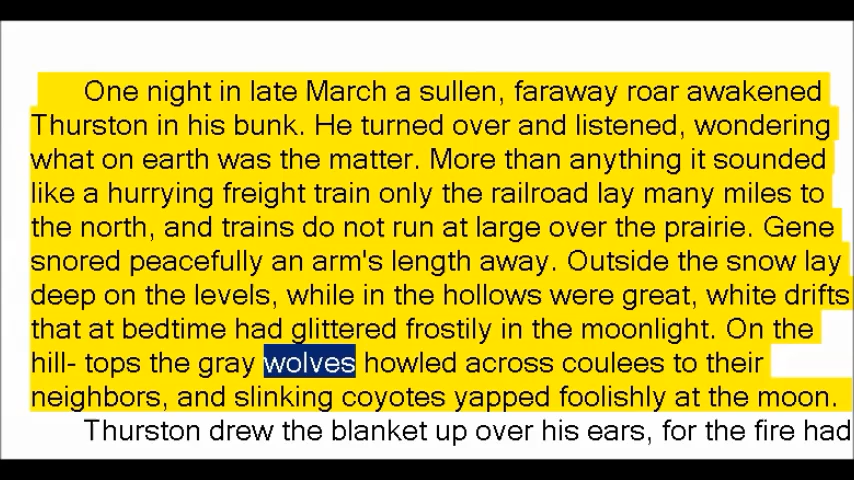 One night in late March a sullen, faraway roar awakened
Thurston in his bunk. He turned over and listened, wondering
what on earth was the matter. More than anything it sounded
like a hurrying freight train only the railroad lay many miles to
the north, and trains do not run at large over the prairie. Gene
snored peacefully an arm's length away. Outside the snow lay
deep on the levels, while in the hollows were great, white drifts
that at bedtime had glittered frostily in the moonlight. On the
hill- tops the gray wolves howled across coulees to their
neighbors, and slinking coyotes yapped foolishly at the moon.
Thurston drew the blanket up over his ears, for the fire had